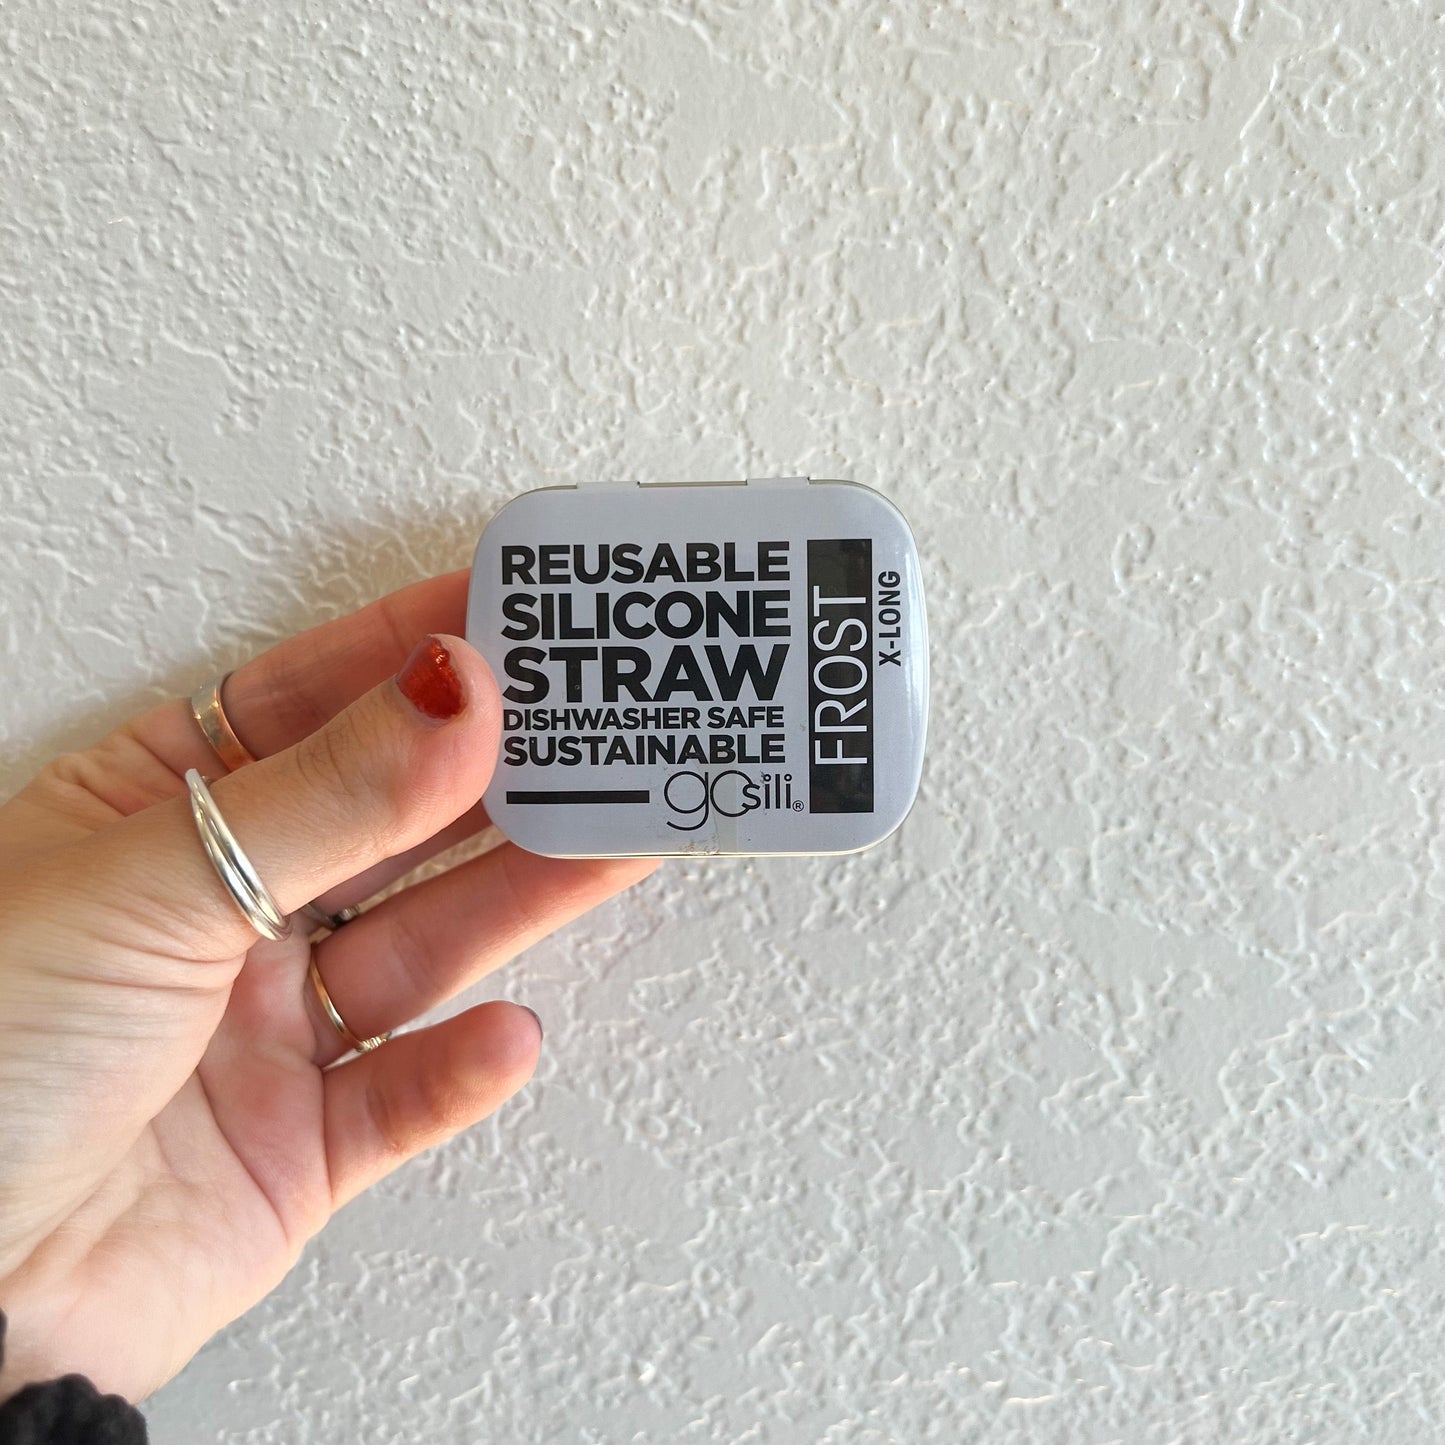 REUSABLE
SILICONE
STRAW
DISHWASHER SAFE
SUSTAINABLE
gosili®
FROST
X-LONG